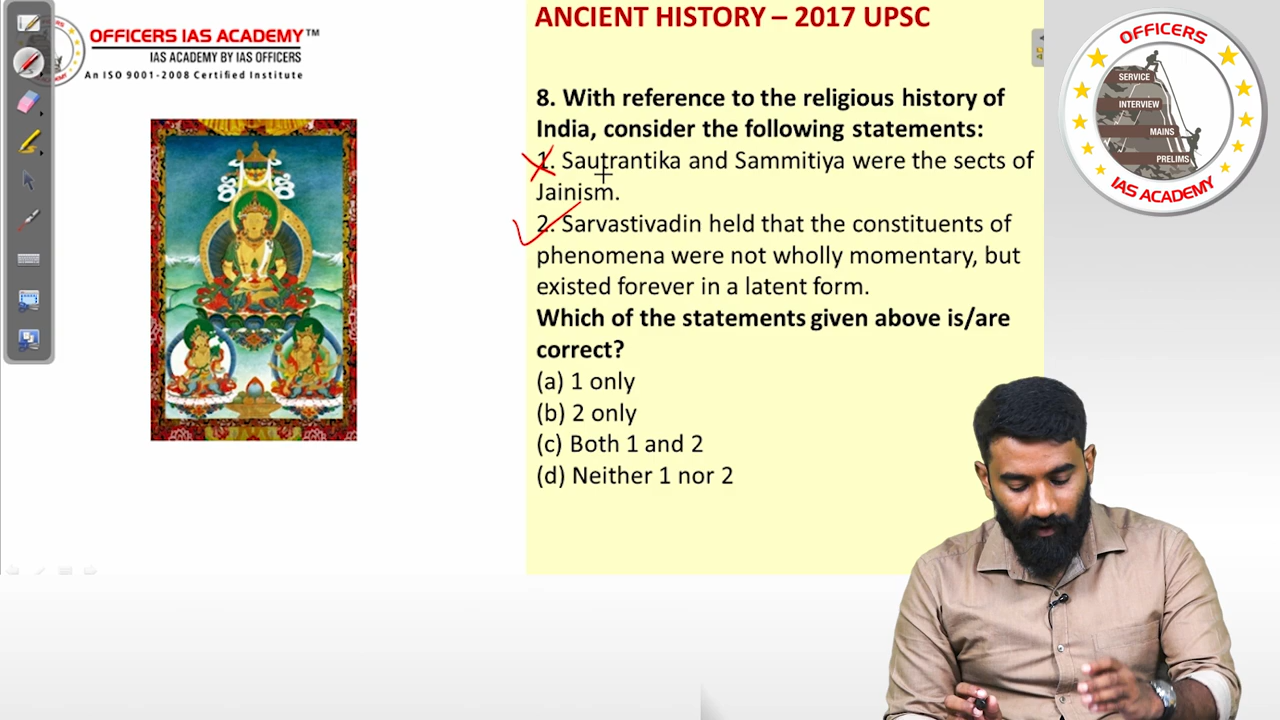 OFFICERS IAS ACADEMY™
IAS ACADEMY BY IAS OFFICERS
An ISO 9001-2008 Certified Institute
ANCIENT HISTORY – 2017 UPSC
8. With reference to the religious history of
India, consider the following statements:
1. Sautrantika and Sammitiya were the sects of
Jainism.
2. Sarvastivadin held that the constituents of
phenomena were not wholly momentary, but
existed forever in a latent form.
Which of the statements given above is/are
correct?
(a) 1 only
(b) 2 only
(c) Both 1 and 2
(d) Neither 1 nor 2
OFFICERS
SERVICE
INTERVIEW
MAINS
PRELIMS
IAS ACADEMY